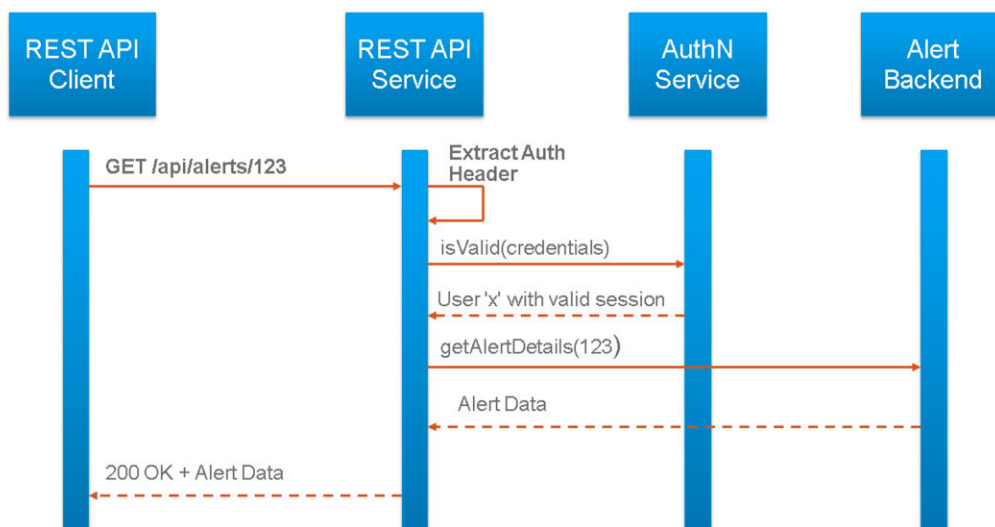 REST API
Client
REST API
Service
AuthN
Service
Alert
Backend
GET /api/alerts/123
Extract Auth
Header
isValid(credentials)
User 'x' with valid session
getAlertDetails(123)
Alert Data
200 OK + Alert Data